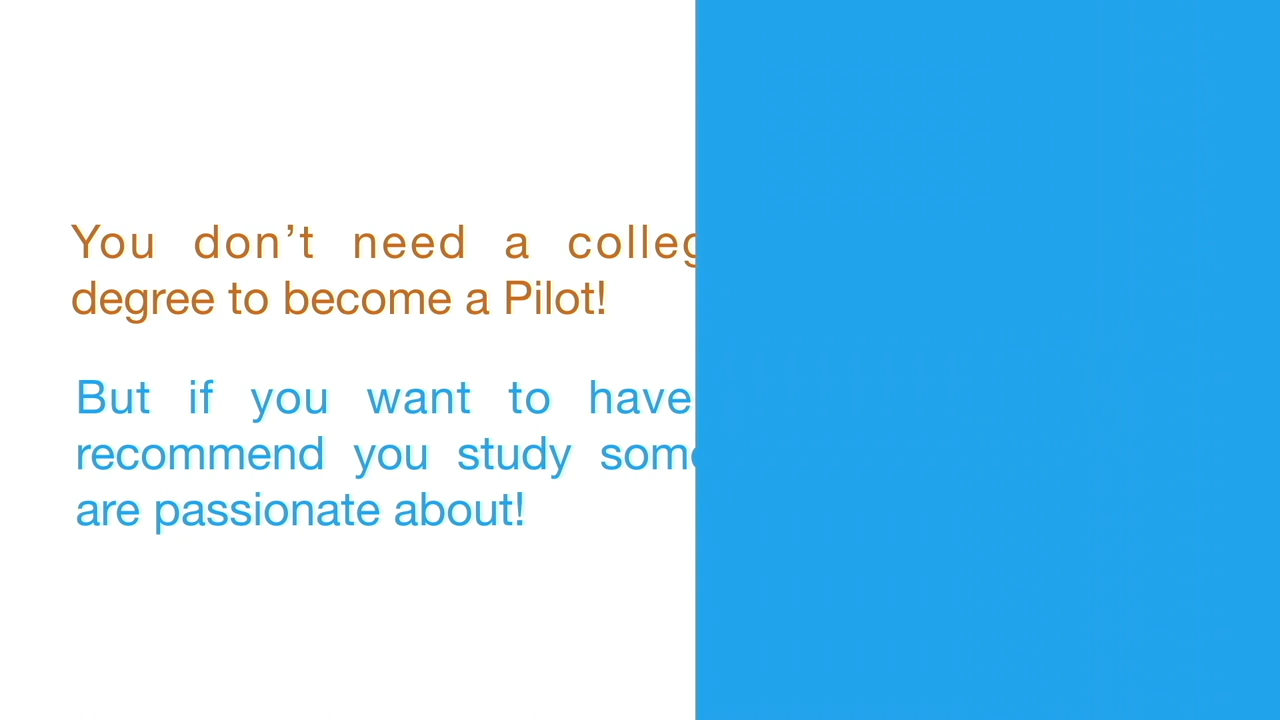 You don’t need a colleg
degree to become a Pilot!
But if you want to have
recommend you study som
are passionate about!